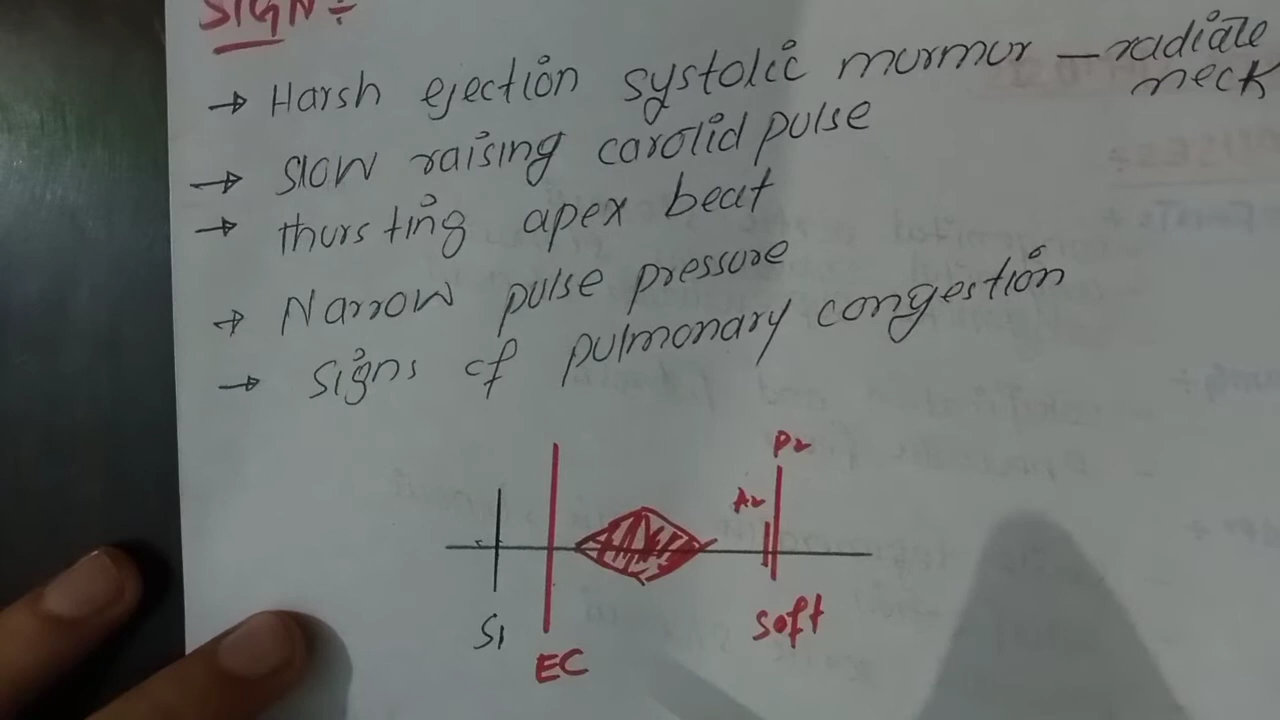 SIGN ÷
→ Harsh ejection systolic murmur – radiate
neck
→ slow raising carotid pulse
→ thursting apex beat
→ Narrow pulse pressure
→ signs of pulmonary congestion
P2
A2
S1
EC
soft